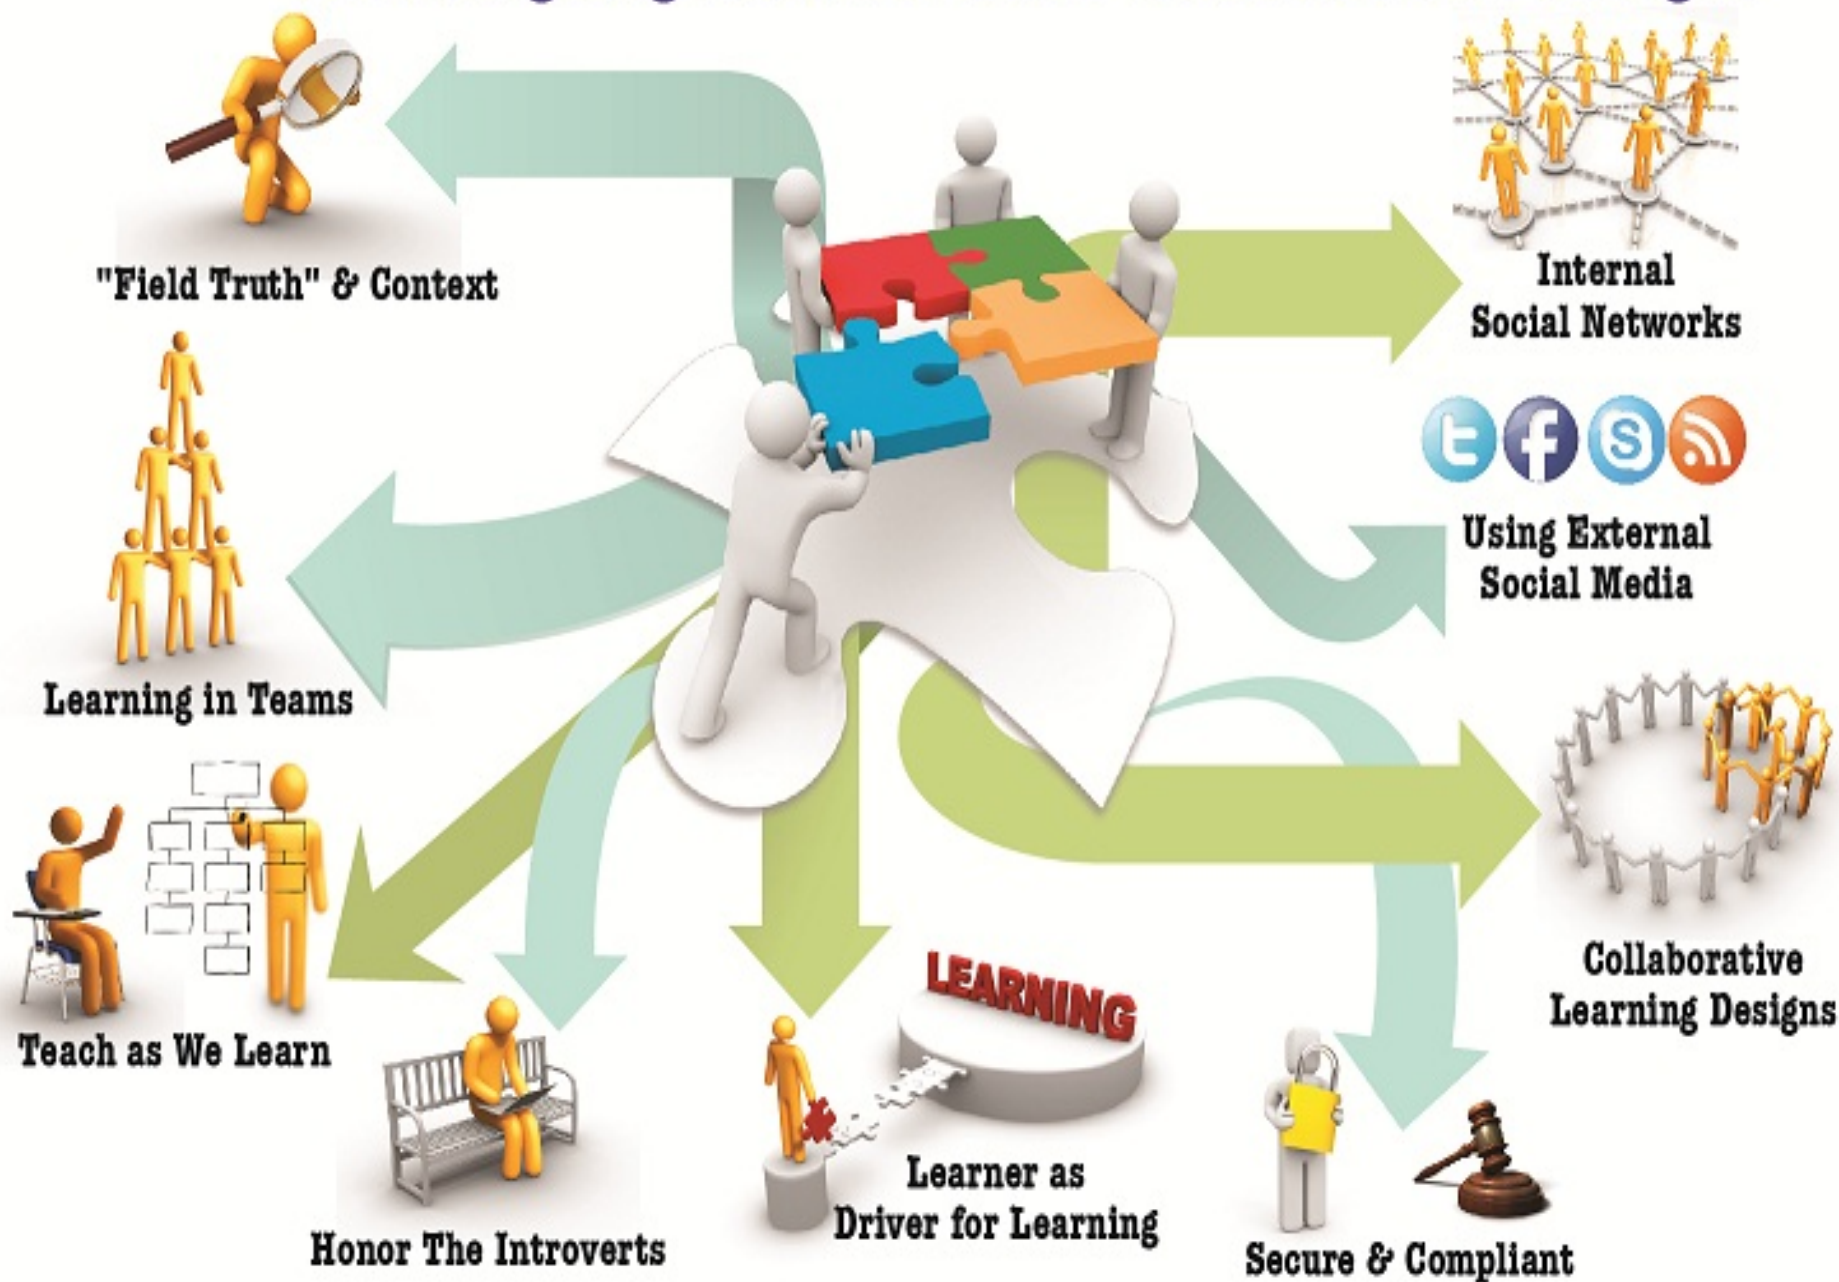 "Field Truth" & Context
Internal
Social Networks
t f S
Using External
Social Media
Learning in Teams
Collaborative
Learning Designs
Teach as We Learn
LEARNING
Learner as
Driver for Learning
Honor The Introverts
Secure & Compliant